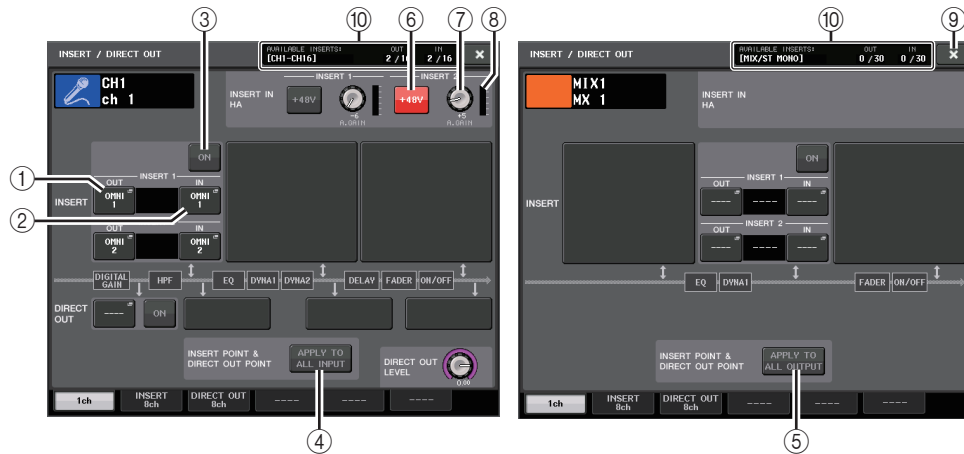 ③ ⑩ ⑥ ⑦ ⑧ ⑩ ⑨
INSERT / DIRECT OUT
AVAILABLE INSERTS: OUT IN
[CH1-CH16] 2 /16 2 /16
×
CH1
ch 1
INSERT IN
HA
INSERT 1 INSERT 2
+48V +48V
-6 +5
A.GAIN A.GAIN
ON
①
②
INSERT
OUT INSERT 1 IN
OMNI
1
OMNI
1
OUT IN
OMNI
2
OMNI
2
DIGITAL
GAIN
HPF EQ DYNA1 DYNA2 DELAY FADER ON/OFF
DIRECT
OUT
---- ON
INSERT POINT &
DIRECT OUT POINT
APPLY TO
ALL INPUT
DIRECT OUT
LEVEL
0.00
1ch
INSERT
8ch
DIRECT OUT
8ch
---- ---- ----
④
INSERT / DIRECT OUT
AVAILABLE INSERTS: OUT IN
[MIX/ST MONO] 0 /30 0 /30
×
MIX1
MX 1
INSERT IN
HA
ON
INSERT
INSERT 1
OUT IN
---- ---- ----
INSERT 2
OUT IN
---- ---- ----
EQ DYNA1 FADER ON/OFF
INSERT POINT &
DIRECT OUT POINT
APPLY TO
ALL OUTPUT
1ch
INSERT
8ch
DIRECT OUT
8ch
---- ---- ----
⑤